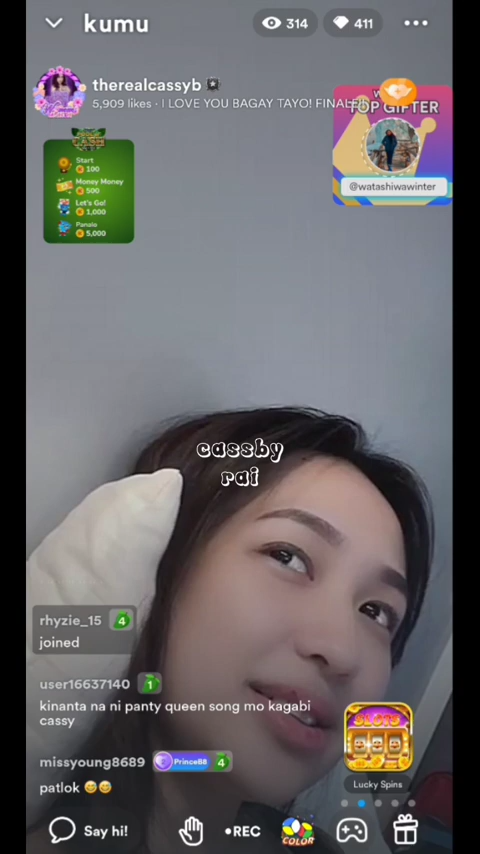 kumu
314
411
therealcassyb
5,909 likes · I LOVE YOU BAGAY TAYO! FINAL
TOP GIFTER
@watashiwawinter
Start
100
Money Money
500
Let's Go!
1,000
Panalo
5,000
cassby
rai
rhyzie_15 4
joined
user16637140 1
kinanta na ni panty queen song mo kagabi
cassy
missyoung8689 Prince68 4
patlok 😄😄
SLOTS
Lucky Spins
Say hi!
•REC
COLOR